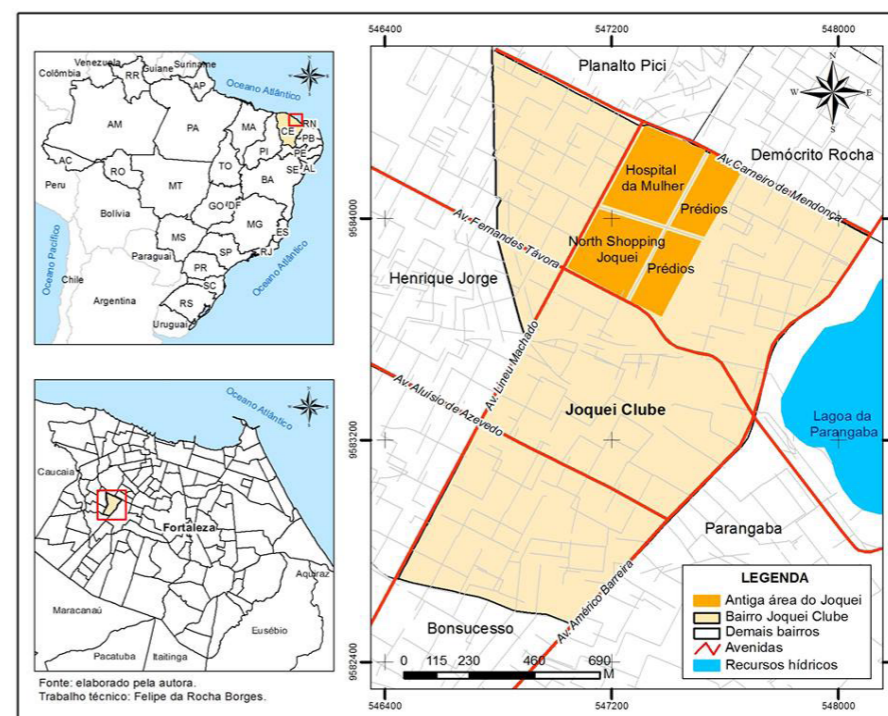 Venezuela
Suriname
Guiane
Colômbia
Oceano Atlântico
RR
AP
AM
PA
MA
CE
RN
PB
PI
PE
AC
TO
SE
AL
RO
BA
Peru
MT
GO
DF
Bolívia
MG
ES
MS
SP
RJ
Paraguai
PR
Oceano Pacífico
Chile
SC
Oceano Atlântico
Argentina
RS
Uruguai
Oceano Atlântico
Caucaia
Fortaleza
Aquiraz
Maracanaú
Eusébio
Pacatuba
Itaitinga
Fonte: elaborado pela autora.
Trabalho técnico: Felipe da Rocha Borges.
546400
547200
548000
Planalto Pici
N
W
E
S
Demócrito Rocha
Av.Carneiro de Mendonça
Hospital
da Mulher
Prédios
9584000
Av. Fernandes Távora
North Shopping
Joquei
Prédios
Henrique Jorge
Av. Lineu Machado
Av. Aluísio de Azevedo
Joquei Clube
Lagoa da
Parangaba
9583200
Parangaba
Av. Américo Barreira
Bonsucesso
LEGENDA
Antiga área do Joquei
Bairro Joquei Clube
Demais bairros
Avenidas
Recursos hídricos
9582400
0 115 230 460 690
M
546400
547200
548000